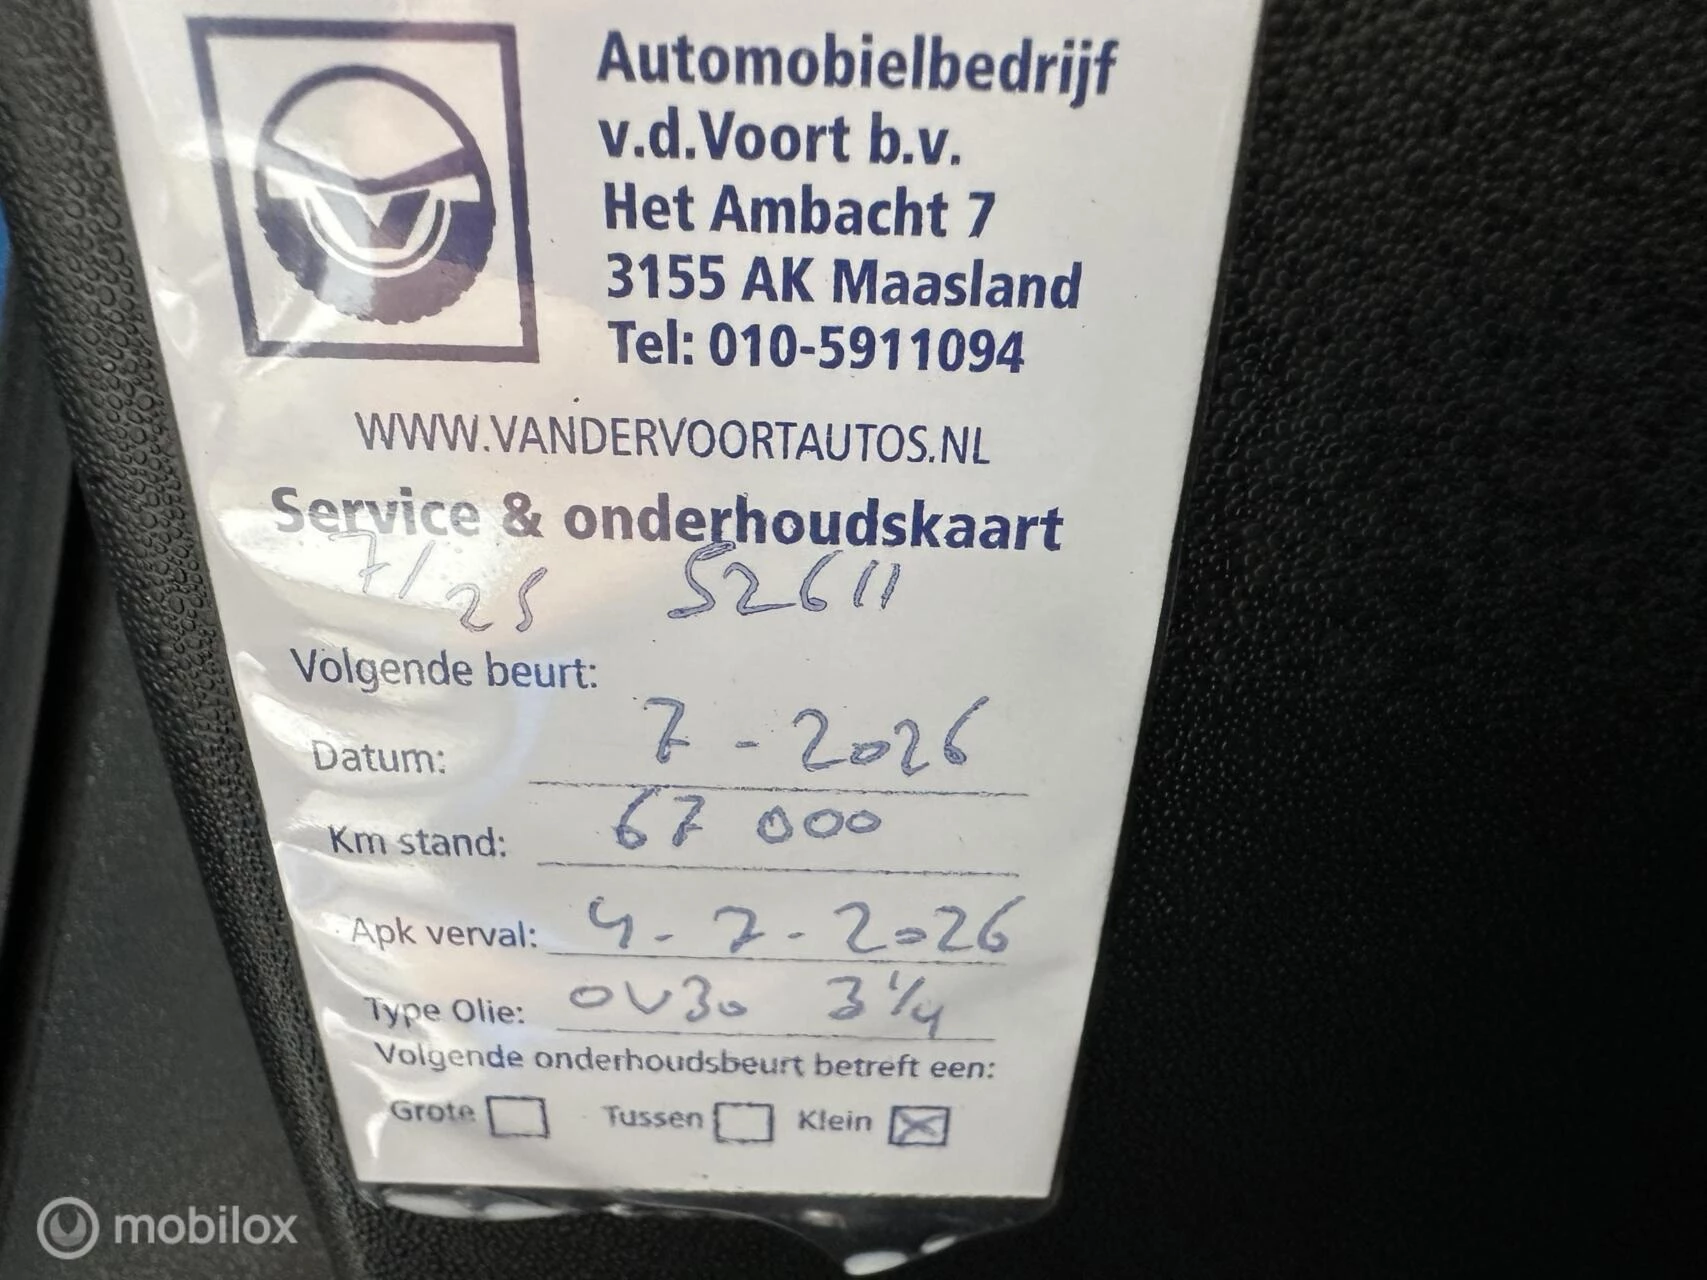 Automobielbedrijf
v.d.Voort b.v.
Het Ambacht 7
3155 AK Maasland
Tel: 010-5911094
WWW.VANDERVOORTAUTOS.NL
Service & onderhoudskaart
7/25 52611
Volgende beurt:
Datum: 7 - 2026
Km stand: 67 000
Apk verval: 4 - 7 - 2026
Type Olie: 0W30 3 1/4
Volgende onderhoudsbeurt betreft een:
Grote Tussen Klein
mobilox